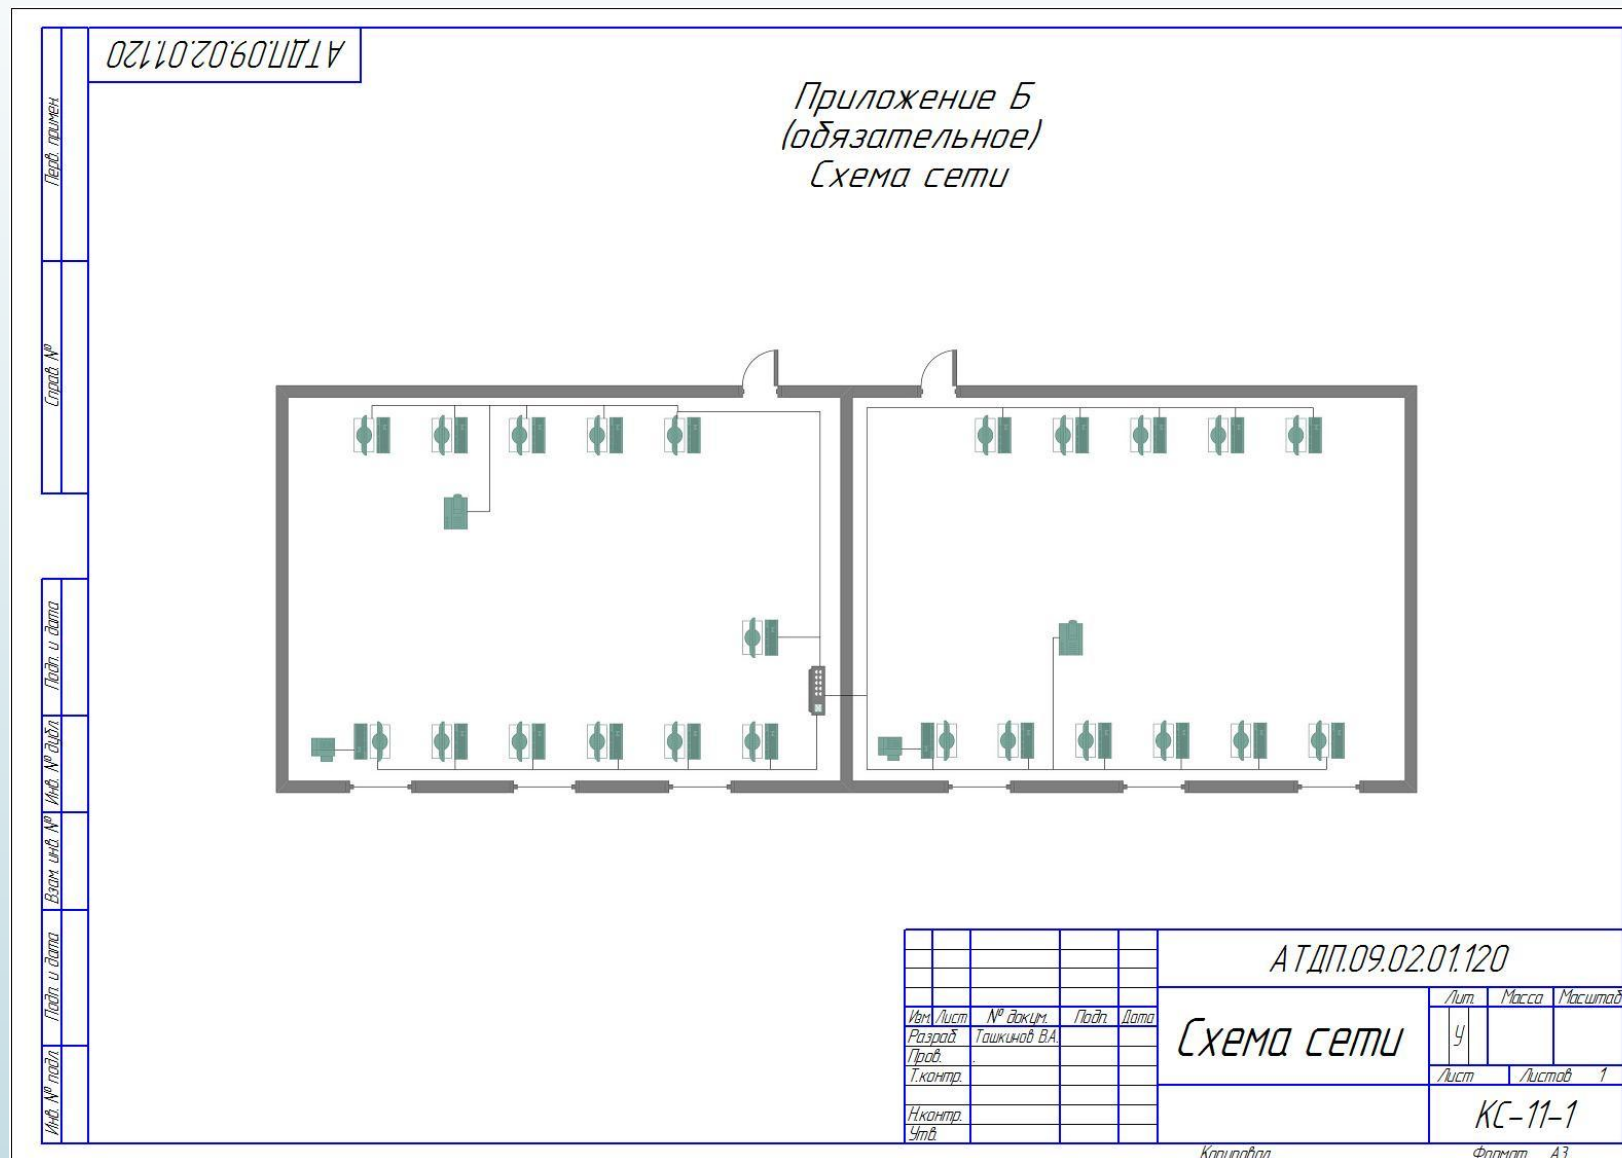 АТДП.09.02.01.120
Приложение Б
(обязательное)
Схема сети
Перв. примен.
Справ. №
Подп. и дата
Инв. № дубл.
Взам. инв. №
Подп. и дата
Инв. № подл.
АТДП.09.02.01.120
Изм. Лист № докум. Подп. Дата
Разраб. Ташкинов В.А.
Пров.
Т.контр.
Н.контр.
Утв.
Схема сети
Лит. Масса Масштаб
У
Лист Листов 1
КС-11-1
Копировал Формат А3